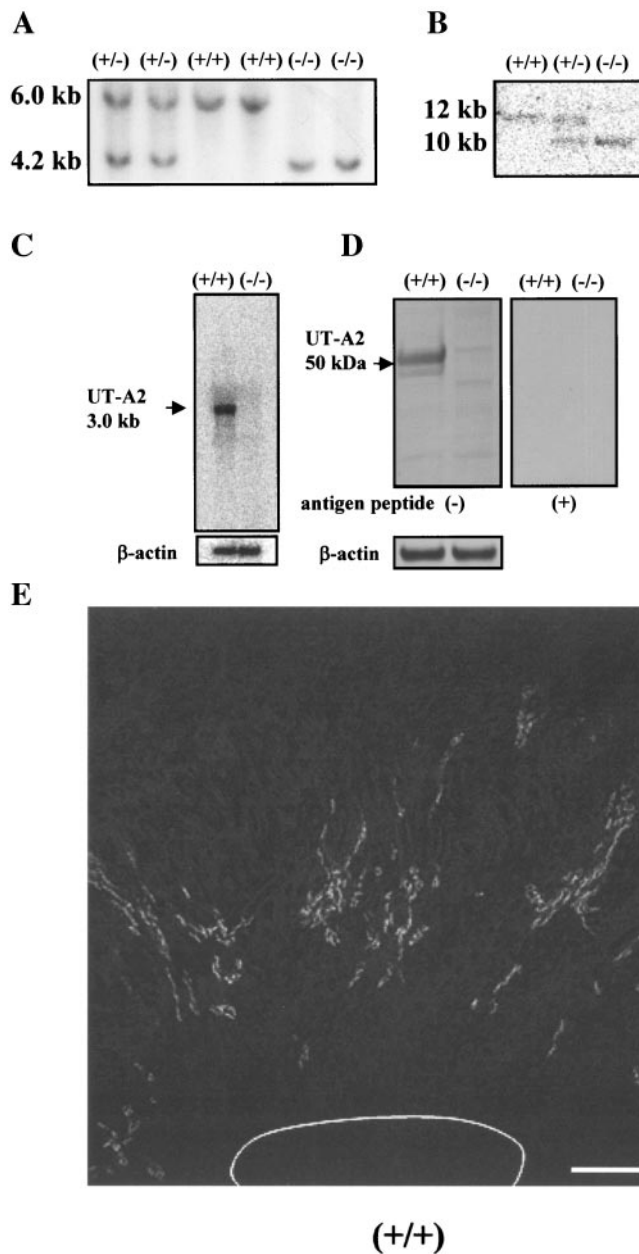 A
(+/-) (+/-) (+/+) (+/+) (-/-) (-/-)
6.0 kb
4.2 kb
B
(+/+) (+/-) (-/-)
12 kb
10 kb
C
(+/+) (-/-)
UT-A2
3.0 kb
β-actin
D
(+/+) (-/-) (+/+) (-/-)
UT-A2
50 kDa
antigen peptide (-) (+)
β-actin
E
(+/+)